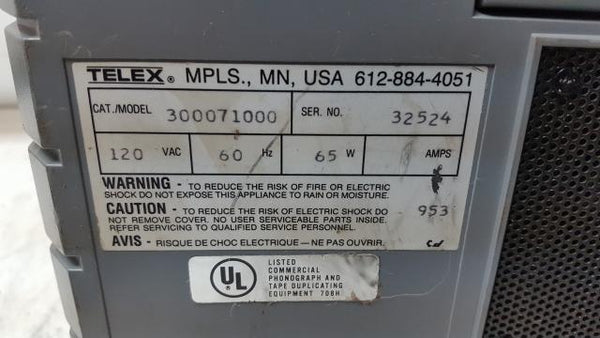 TELEX® MPLS., MN, USA 612-884-4051
CAT./MODEL 300071000 SER. NO. 32524
120 VAC 60 Hz 65 W AMPS
WARNING - TO REDUCE THE RISK OF FIRE OR ELECTRIC
SHOCK DO NOT EXPOSE THIS APPLIANCE TO RAIN OR MOISTURE.
CAUTION - TO REDUCE THE RISK OF ELECTRIC SHOCK DO
NOT REMOVE COVER. NO USER SERVICEABLE PARTS INSIDE.
REFER SERVICING TO QUALIFIED SERVICE PERSONNEL.
953
AVIS - RISQUE DE CHOC ELECTRIQUE - NE PAS OUVRIR.
UL®
LISTED
COMMERCIAL
PHONOGRAPH AND
TAPE DUPLICATING
EQUIPMENT 708H